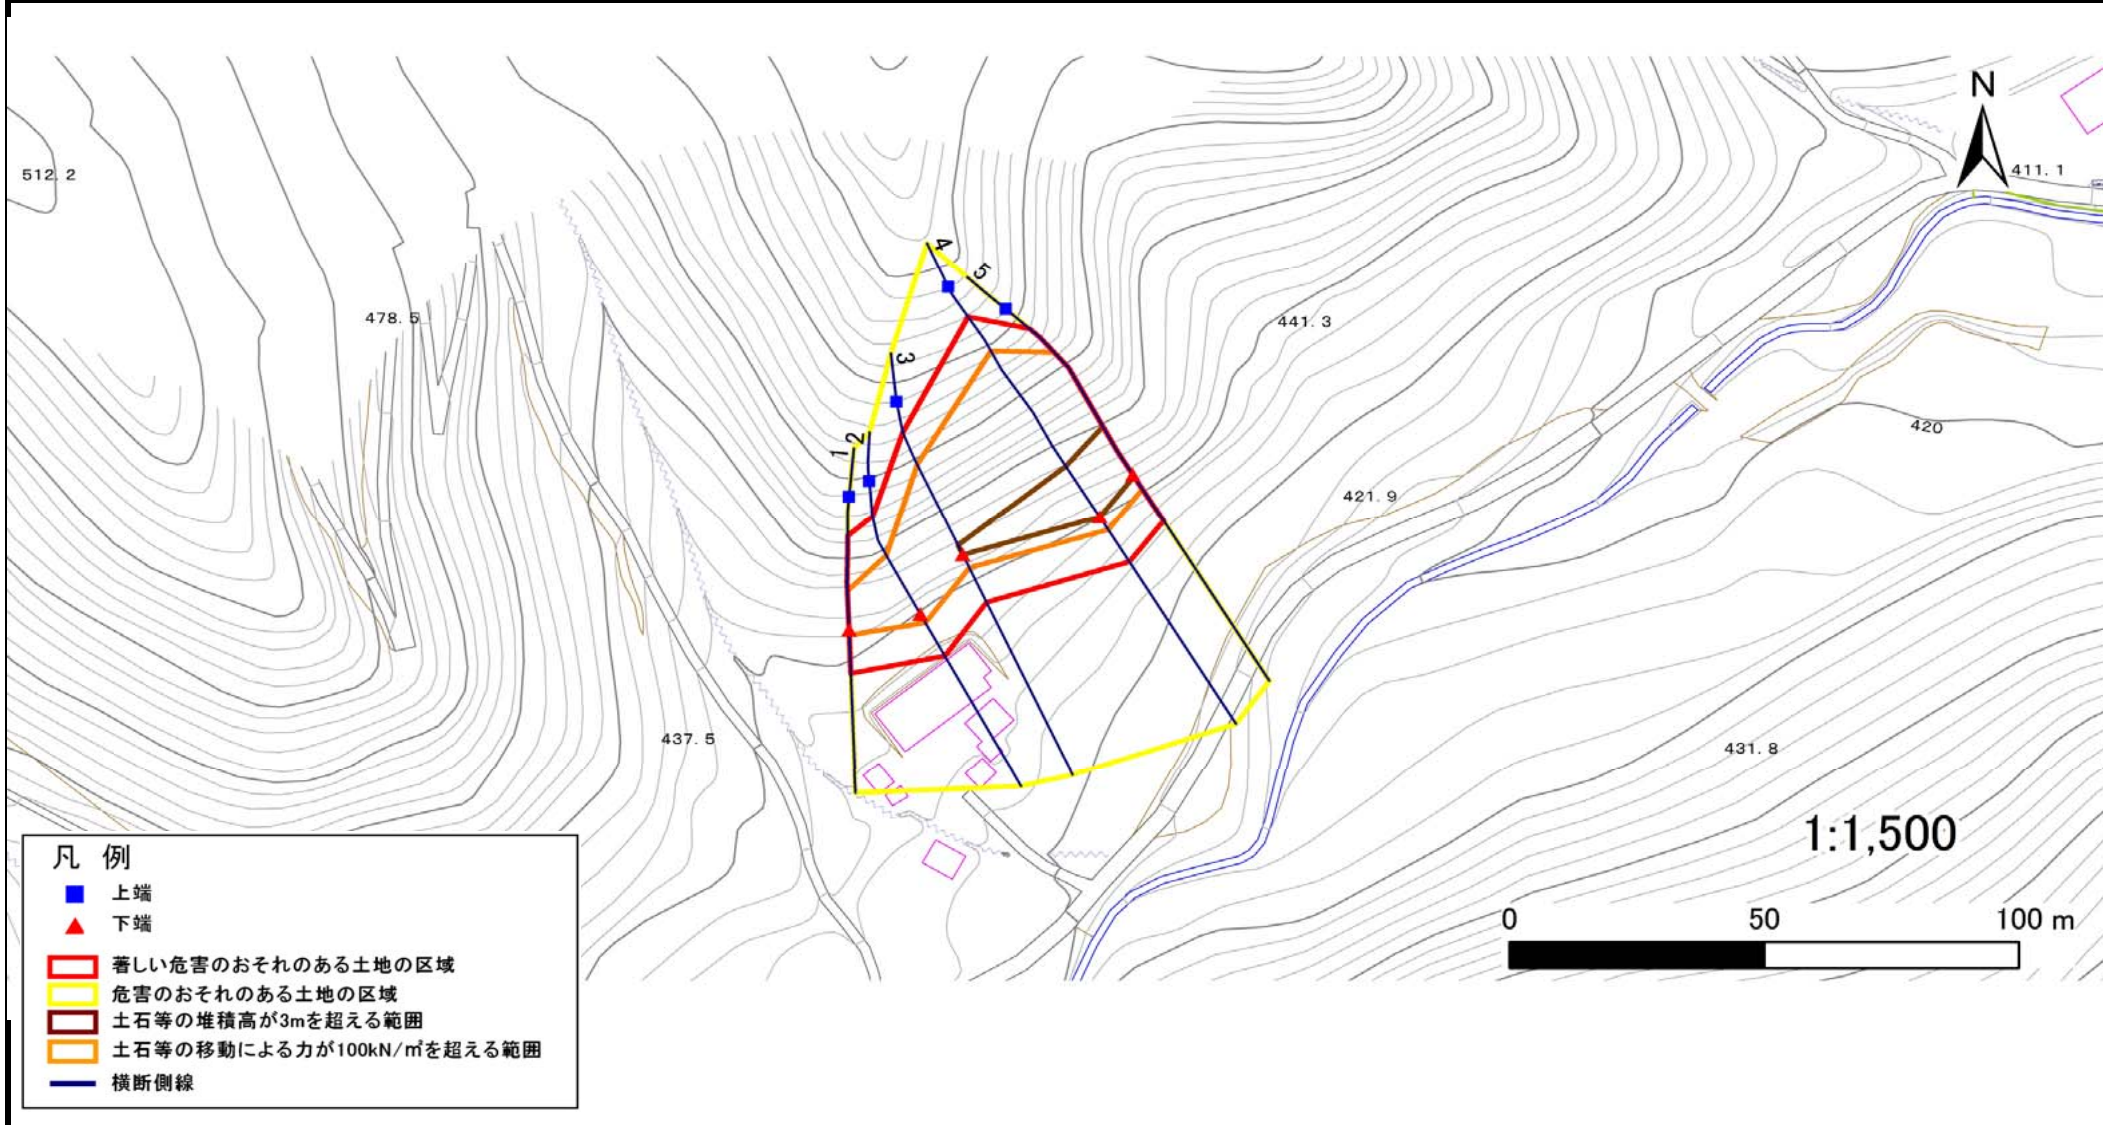 N
411. 1
512. 2
4
5
478. 5
441. 3
3
2
1
420
421. 9
437. 5
431. 8
1:1,500
0 50 100 m
凡 例
上端
下端
著しい危害のおそれのある土地の区域
危害のおそれのある土地の区域
土石等の堆積高が3mを超える範囲
土石等の移動による力が100kN/㎡を超える範囲
横断側線